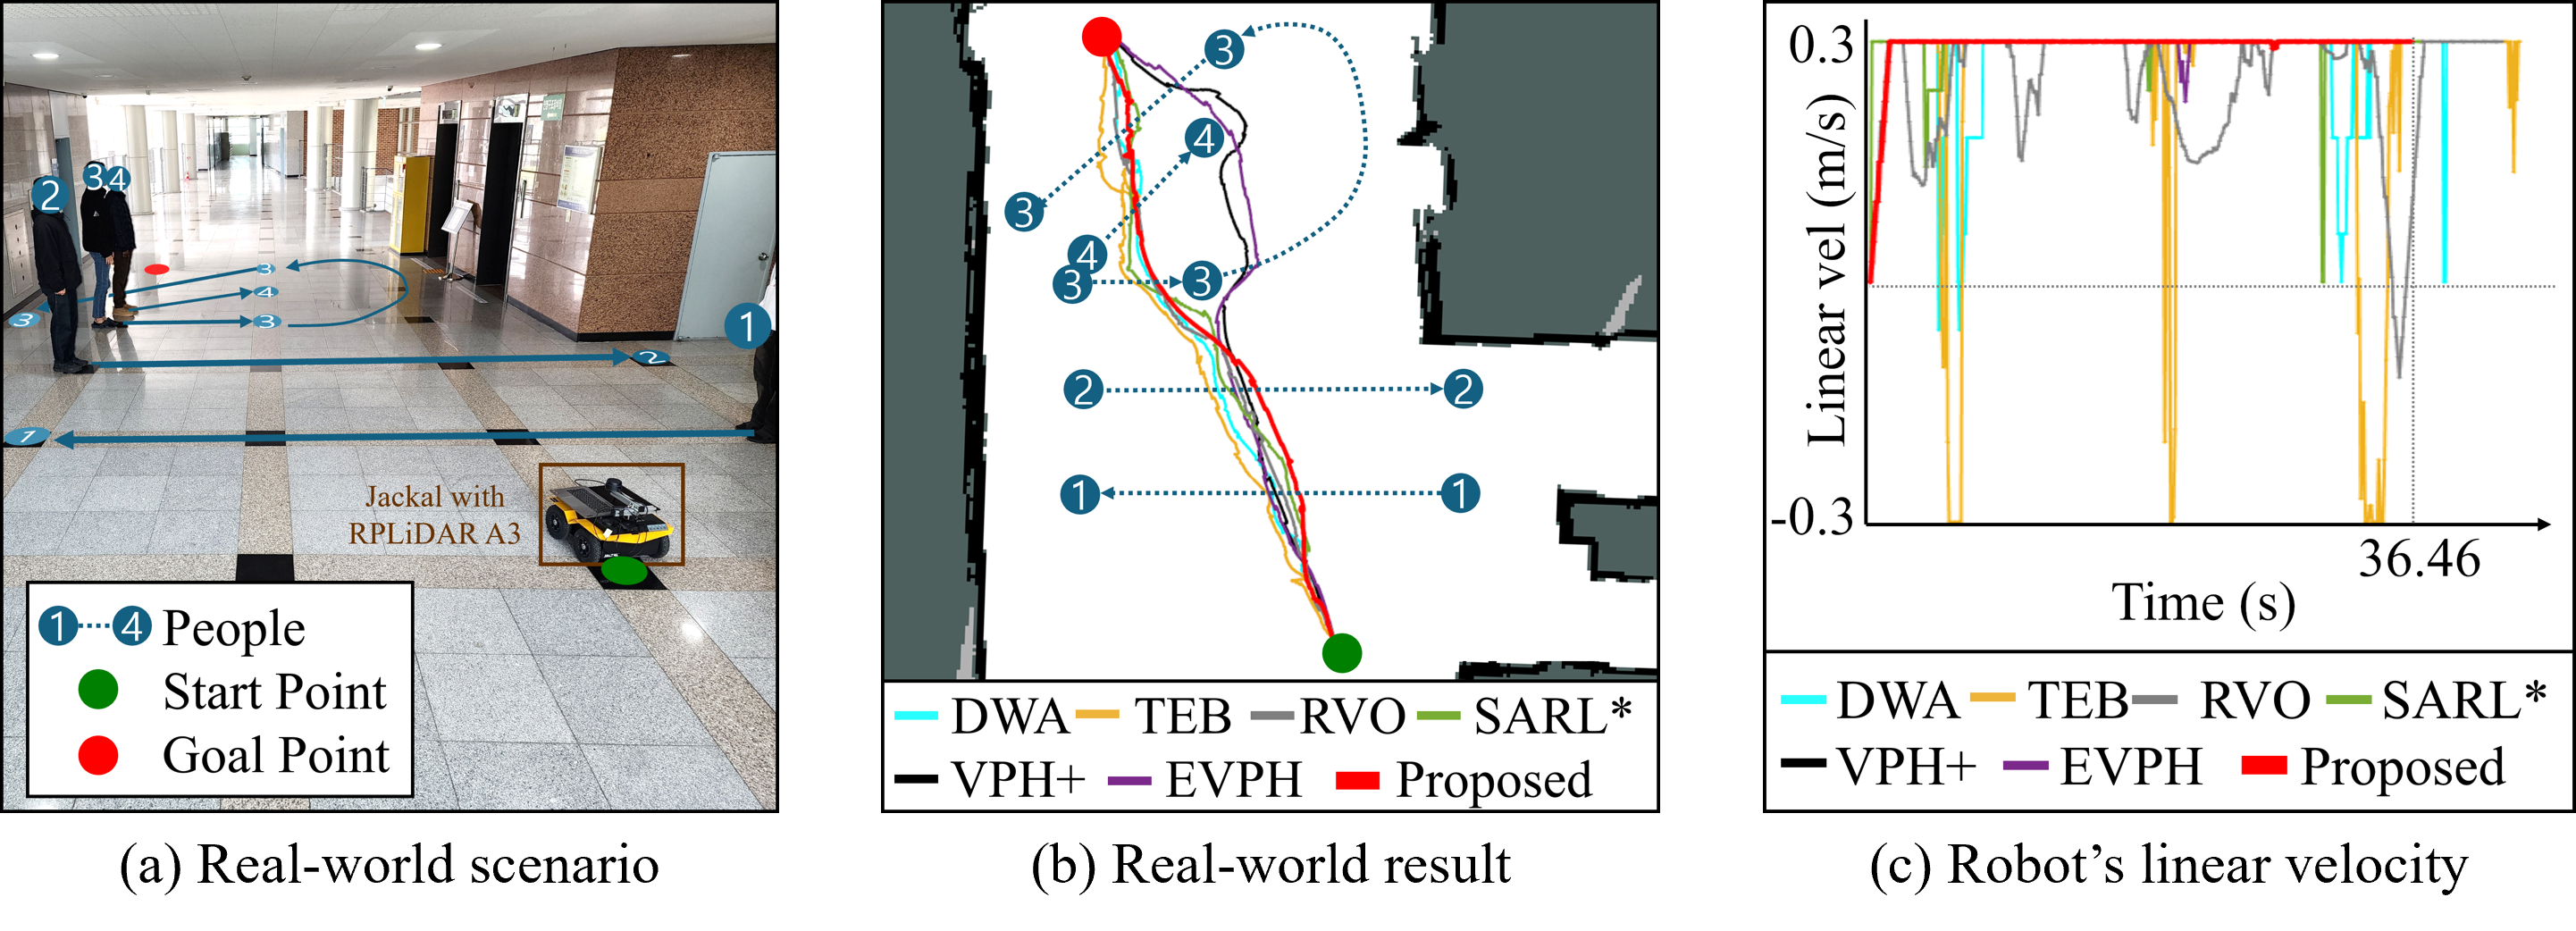 2
3 4
3
4
3
3
1
2
1
Jackal with
RPLiDAR A3
1 4 People
Start Point
Goal Point
(a) Real-world scenario
3
4
3
4
3 3
2 2
1 1
DWA TEB RVO SARL*
VPH+ EVPH Proposed
(b) Real-world result
0.3
Linear vel (m/s)
-0.3
36.46
Time (s)
DWA TEB RVO SARL*
VPH+ EVPH Proposed
(c) Robot's linear velocity